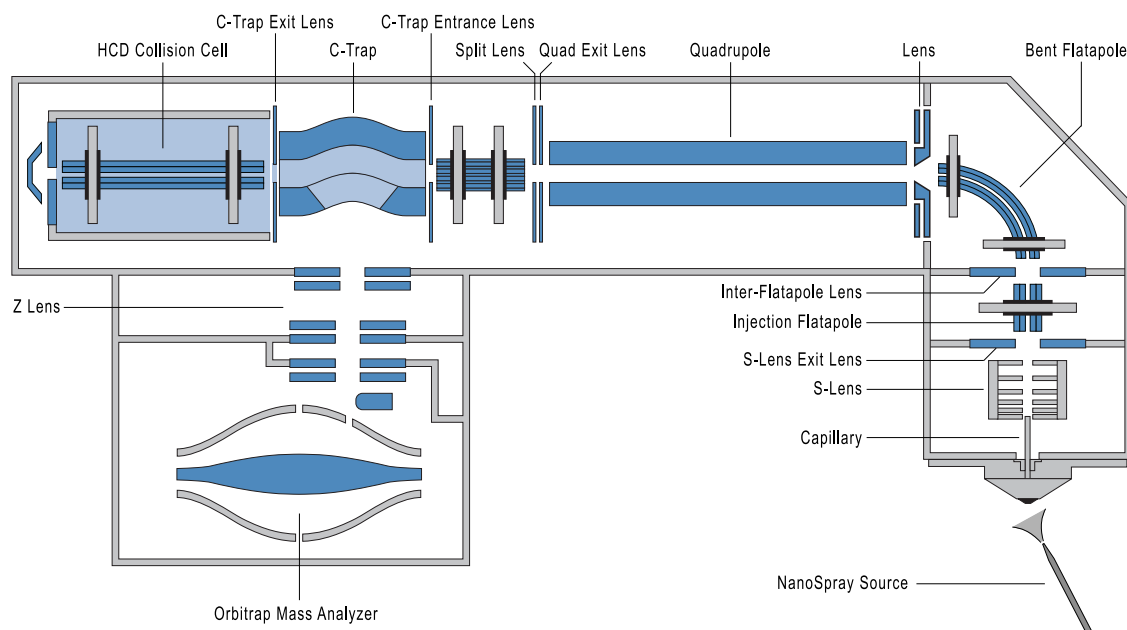 C-Trap Exit Lens
C-Trap Entrance Lens
HCD Collision Cell
C-Trap
Split Lens
Quad Exit Lens
Quadrupole
Lens
Bent Flatapole
Z Lens
Inter-Flatapole Lens
Injection Flatapole
S-Lens Exit Lens
S-Lens
Capillary
NanoSpray Source
Orbitrap Mass Analyzer